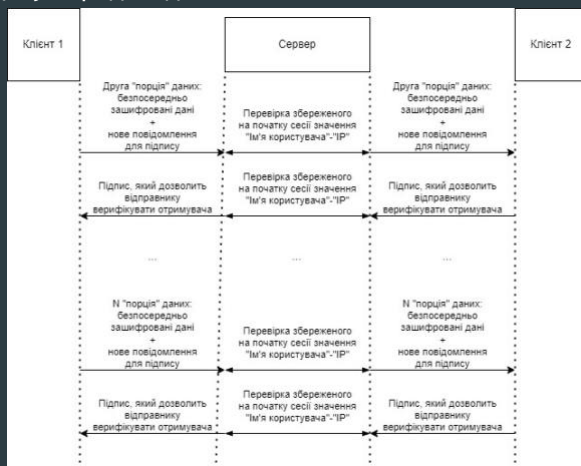 Клієнт 1
Сервер
Клієнт 2
Друга "порція" даних:
безпосередньо
зашифровані дані
+
нове повідомлення
для підпису
Перевірка збереженого
на початку сесії значення
"Ім'я користувача"-"IP"
Друга "порція" даних:
безпосередньо
зашифровані дані
+
нове повідомлення
для підпису
Підпис, який дозволить
відправнику
верифікувати отримувача
Перевірка збереженого
на початку сесії значення
"Ім'я користувача"-"IP"
Підпис, який дозволить
відправнику
верифікувати отримувача
...
...
...
N "порція" даних:
безпосередньо
зашифровані дані
+
нове повідомлення
для підпису
Перевірка збереженого
на початку сесії значення
"Ім'я користувача"-"IP"
N "порція" даних:
безпосередньо
зашифровані дані
+
нове повідомлення
для підпису
Підпис, який дозволить
відправнику
верифікувати отримувача
Перевірка збереженого
на початку сесії значення
"Ім'я користувача"-"IP"
Підпис, який дозволить
відправнику
верифікувати отримувача